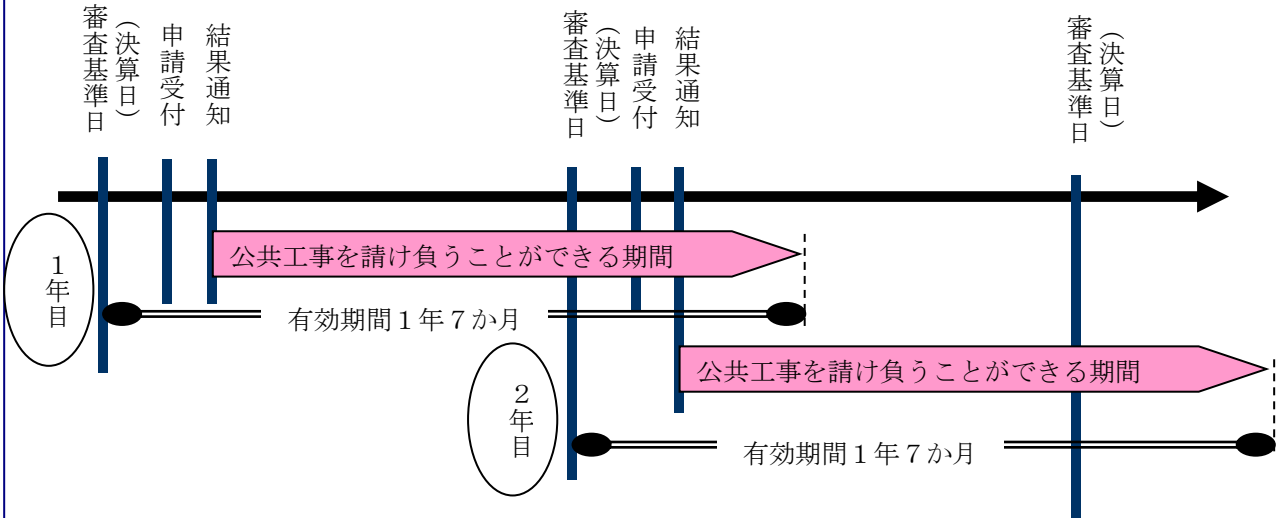 審査基準日
（決算日）
申請受付
結果通知
審査基準日
（決算日）
申請受付
結果通知
審査基準日
（決算日）
１年目
公共工事を請け負うことができる期間
有効期間１年７か月
２年目
公共工事を請け負うことができる期間
有効期間１年７か月